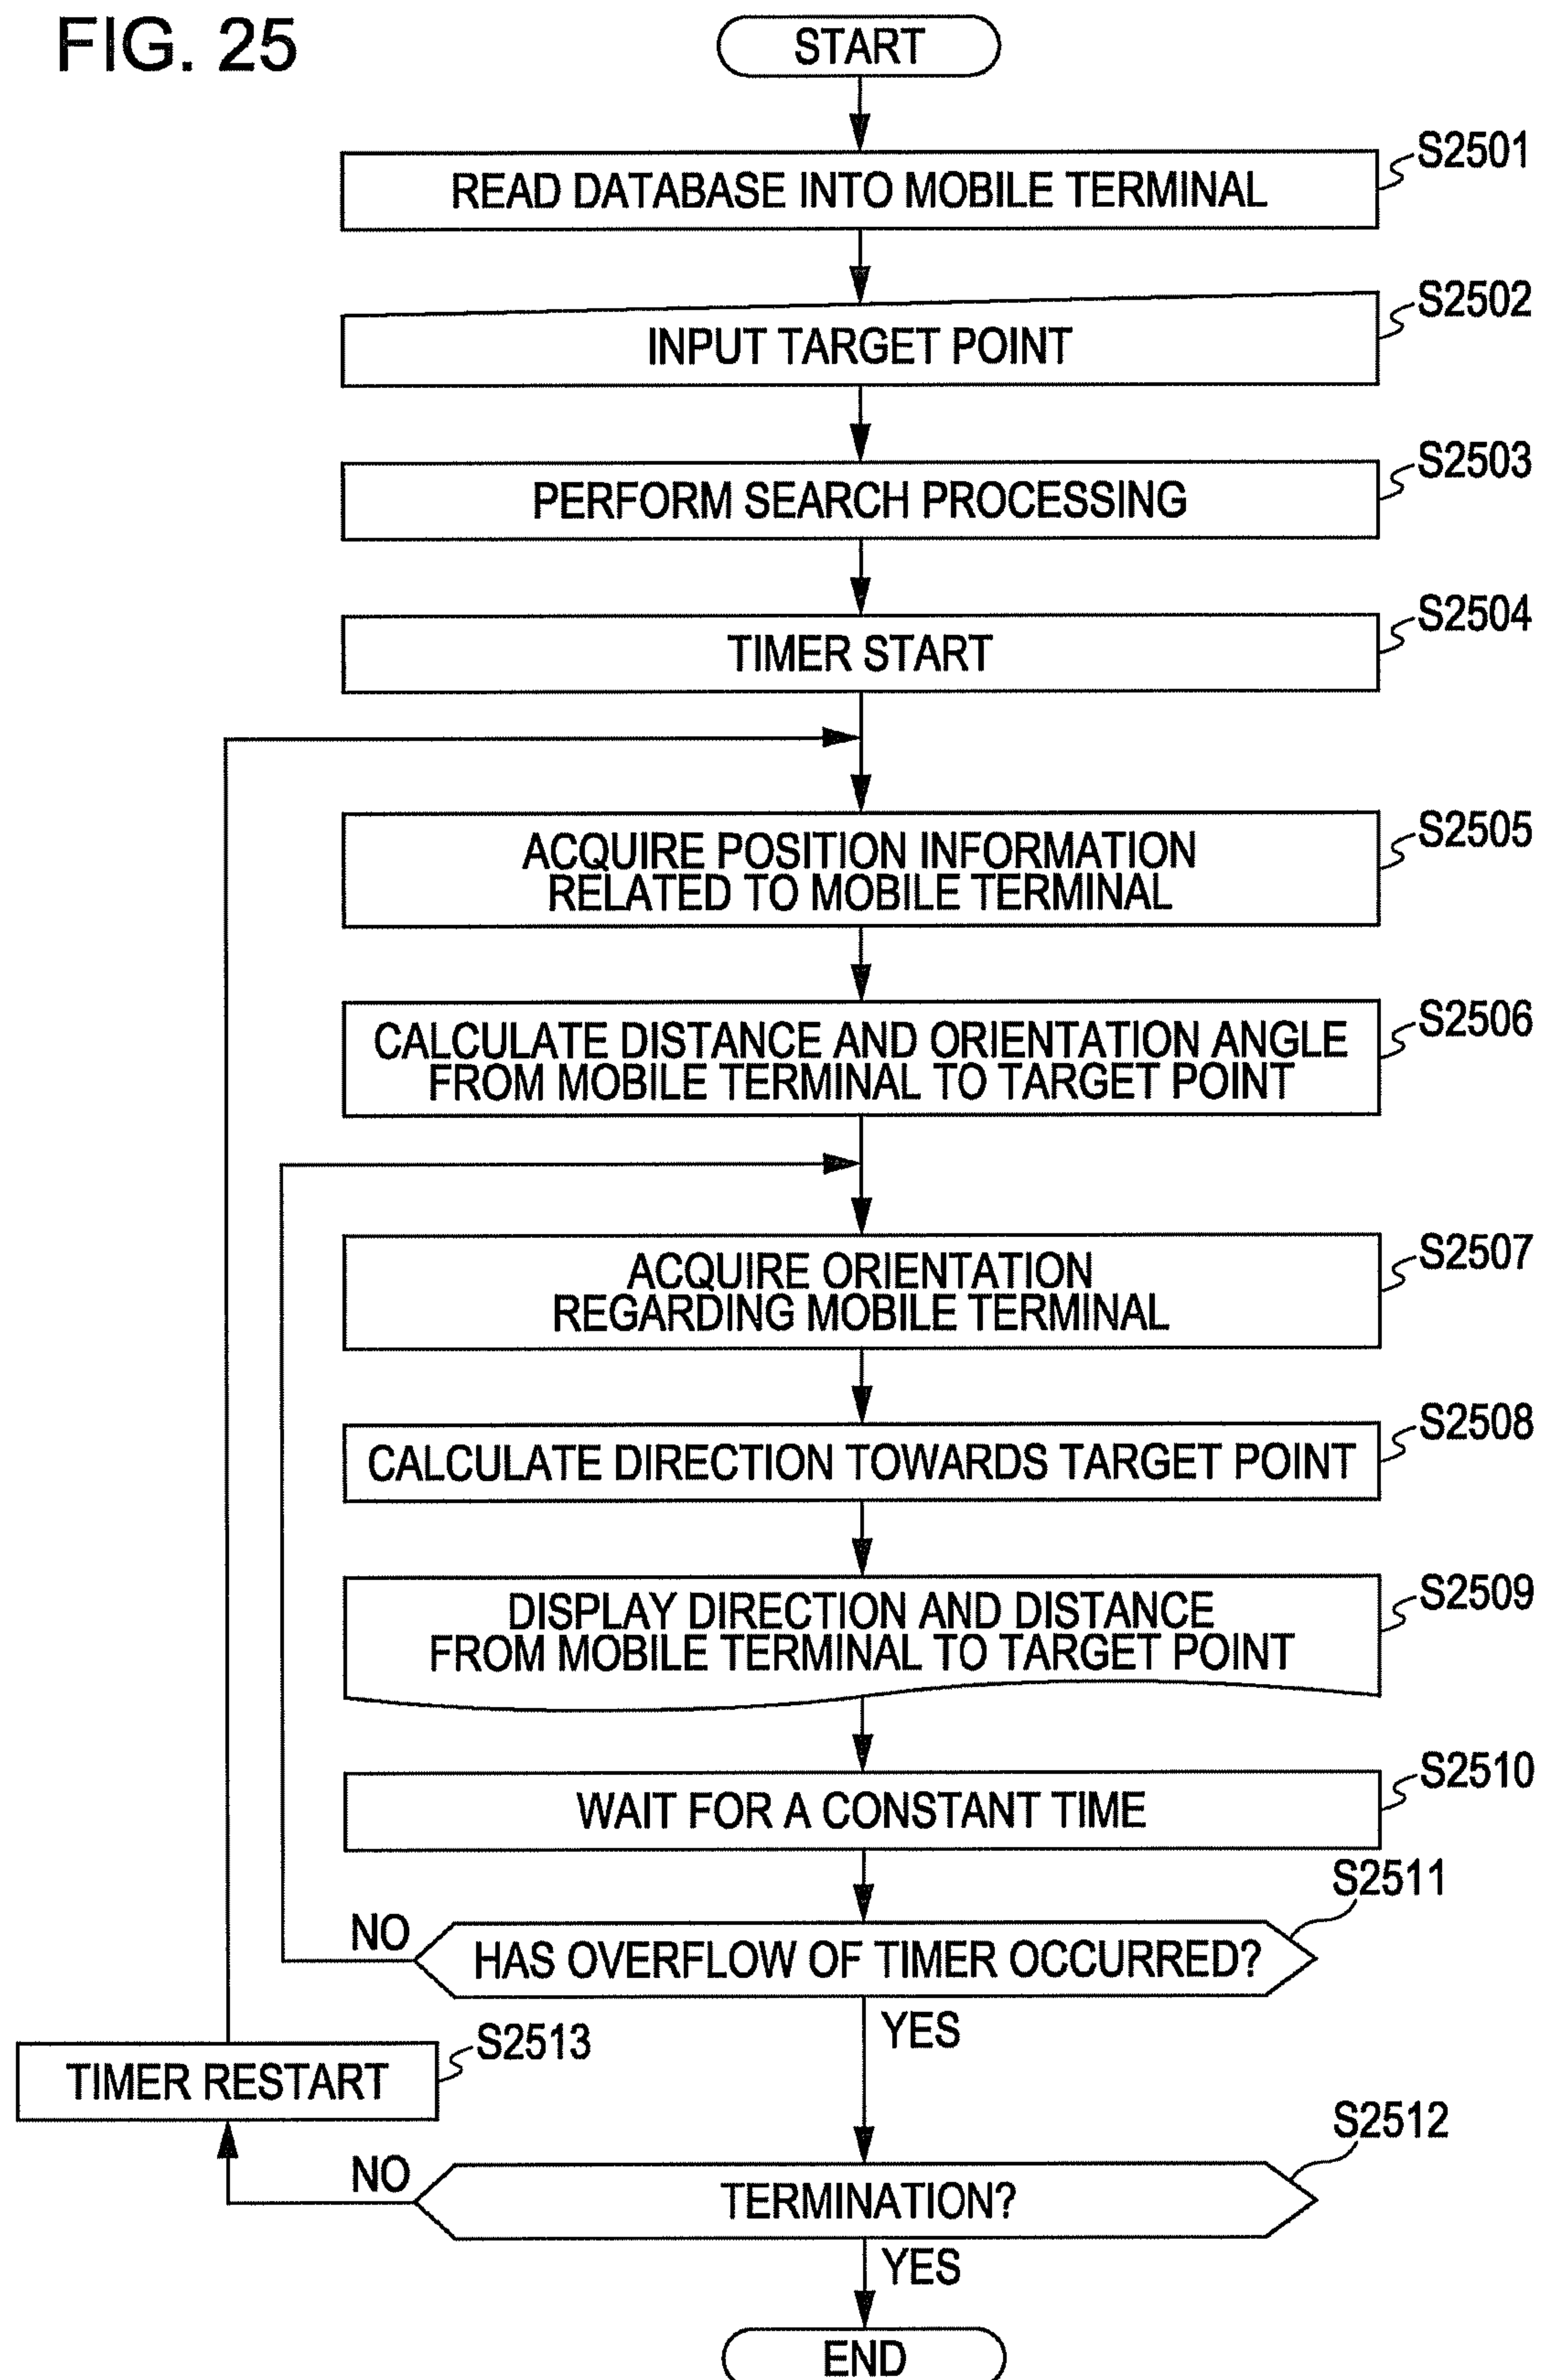 FIG. 25
START
READ DATABASE INTO MOBILE TERMINAL
S2501
INPUT TARGET POINT
S2502
PERFORM SEARCH PROCESSING
S2503
TIMER START
S2504
ACQUIRE POSITION INFORMATION
RELATED TO MOBILE TERMINAL
S2505
CALCULATE DISTANCE AND ORIENTATION ANGLE
FROM MOBILE TERMINAL TO TARGET POINT
S2506
ACQUIRE ORIENTATION
REGARDING MOBILE TERMINAL
S2507
CALCULATE DIRECTION TOWARDS TARGET POINT
S2508
DISPLAY DIRECTION AND DISTANCE
FROM MOBILE TERMINAL TO TARGET POINT
S2509
WAIT FOR A CONSTANT TIME
S2510
HAS OVERFLOW OF TIMER OCCURRED?
S2511
NO
YES
TIMER RESTART
S2513
TERMINATION?
S2512
NO
YES
END